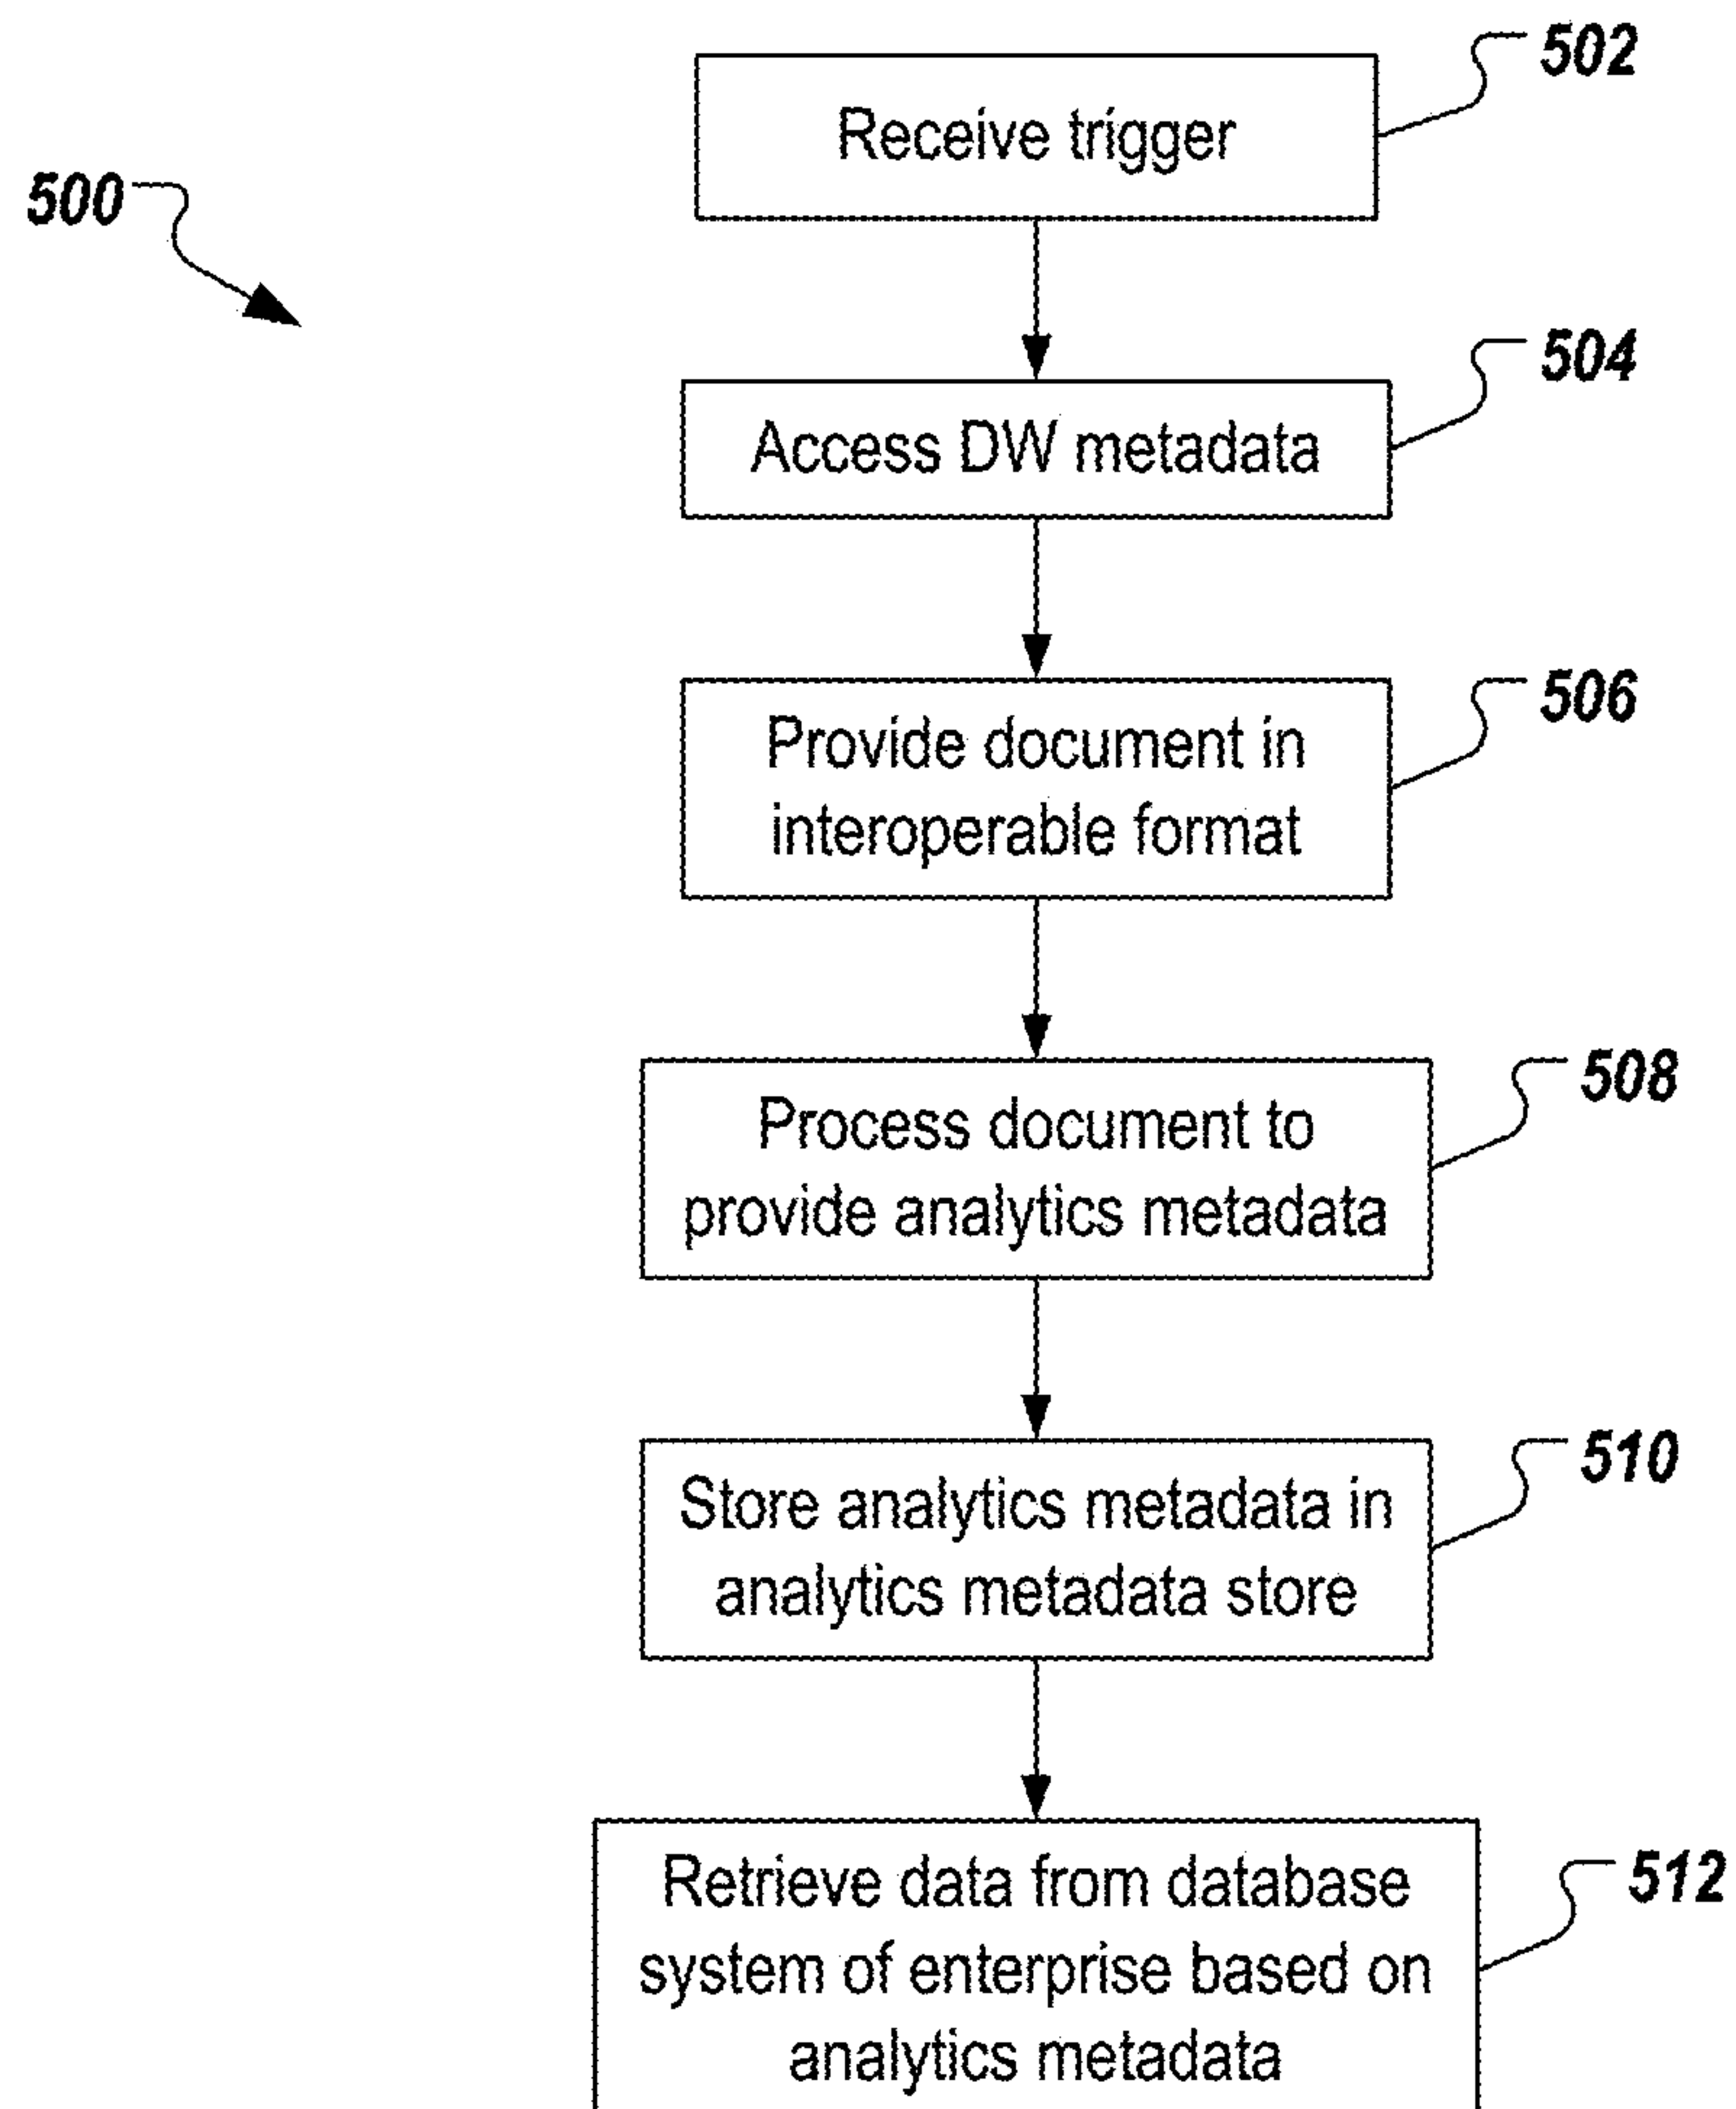 502
Receive trigger
500
504
Access DW metadata
506
Provide document in
interoperable format
508
Process document to
provide analytics metadata
510
Store analytics metadata in
analytics metadata store
512
Retrieve data from database
system of enterprise based on
analytics metadata